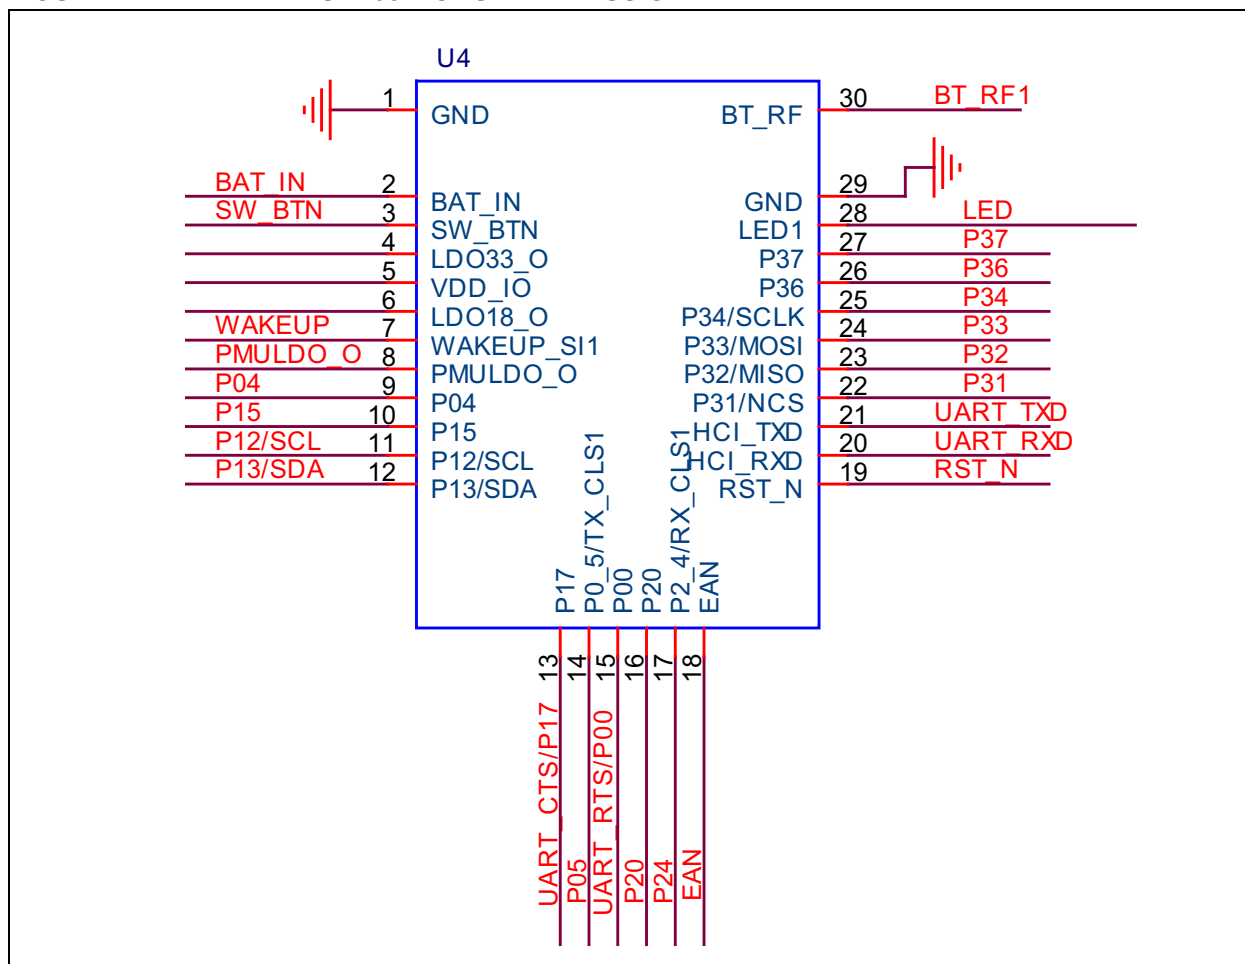 U4
1
GND
BT_RF
30
BT_RF1
BAT_IN
2
BAT_IN
GND
29
SW_BTN
3
SW_BTN
LED1
28
LED
4
LDO33_O
P37
27
P37
5
VDD_IO
P36
26
P36
6
LDO18_O
P34/SCLK
25
P34
WAKEUP
7
WAKEUP_SI1
P33/MOSI
24
P33
PMULDO_O
8
PMULDO_O
P32/MISO
23
P32
P04
9
P04
P31/NCS
22
P31
P15
10
P15
HCI_TXD
21
UART_TXD
P12/SCL
11
P12/SCL
HCI_RXD
20
UART_RXD
P13/SDA
12
P13/SDA
RST_N
19
RST_N
P17
P0_5/TX_CLS1
P00
P20
P2_4/RX_CLS1
EAN
13
14
15
16
17
18
UART_CTS/P17
P05
UART_RTS/P00
P20
P24
EAN